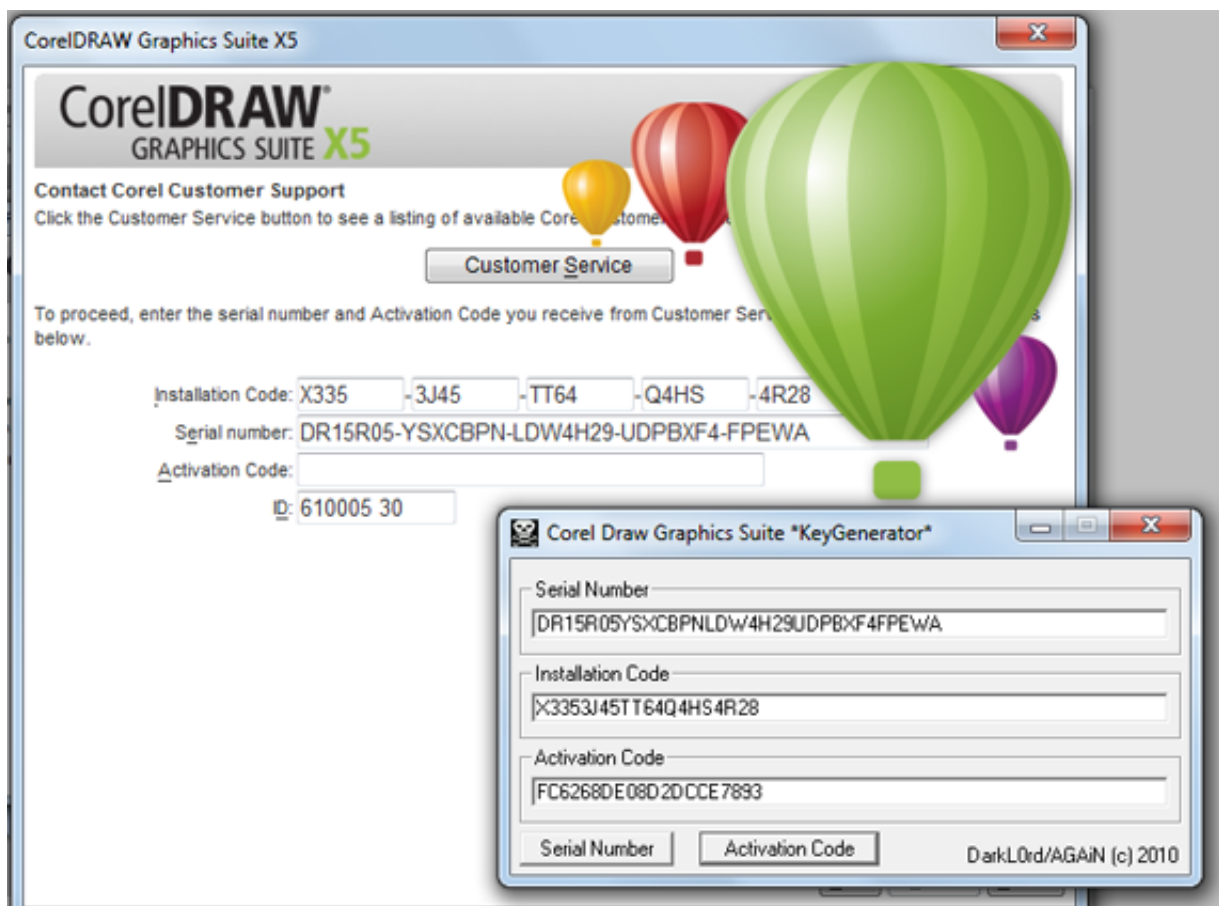 CorelDRAW Graphics Suite X5
CorelDRAW®
GRAPHICS SUITE X5
Contact Corel Customer Support
Click the Customer Service button to see a listing of available
Customer Service
To proceed, enter the serial number and Activation Code you receive from Customer
below.
Installation Code: X335 -3J45 -TT64 -Q4HS -4R28
Serial number: DR15R05-YSXCBPN-LDW4H29-UDPBXF4-FPEWA
Activation Code:
ID: 610005 30
Corel Draw Graphics Suite *KeyGenerator*
Serial Number
DR15R05YSXCBPNLDW4H29UDPBXF4FPEWA
Installation Code
X3353J45TT64Q4HS4R28
Activation Code
FC6268DE08D2DCCE7893
Serial Number Activation Code DarkL0rd/AGAiN (c) 2010